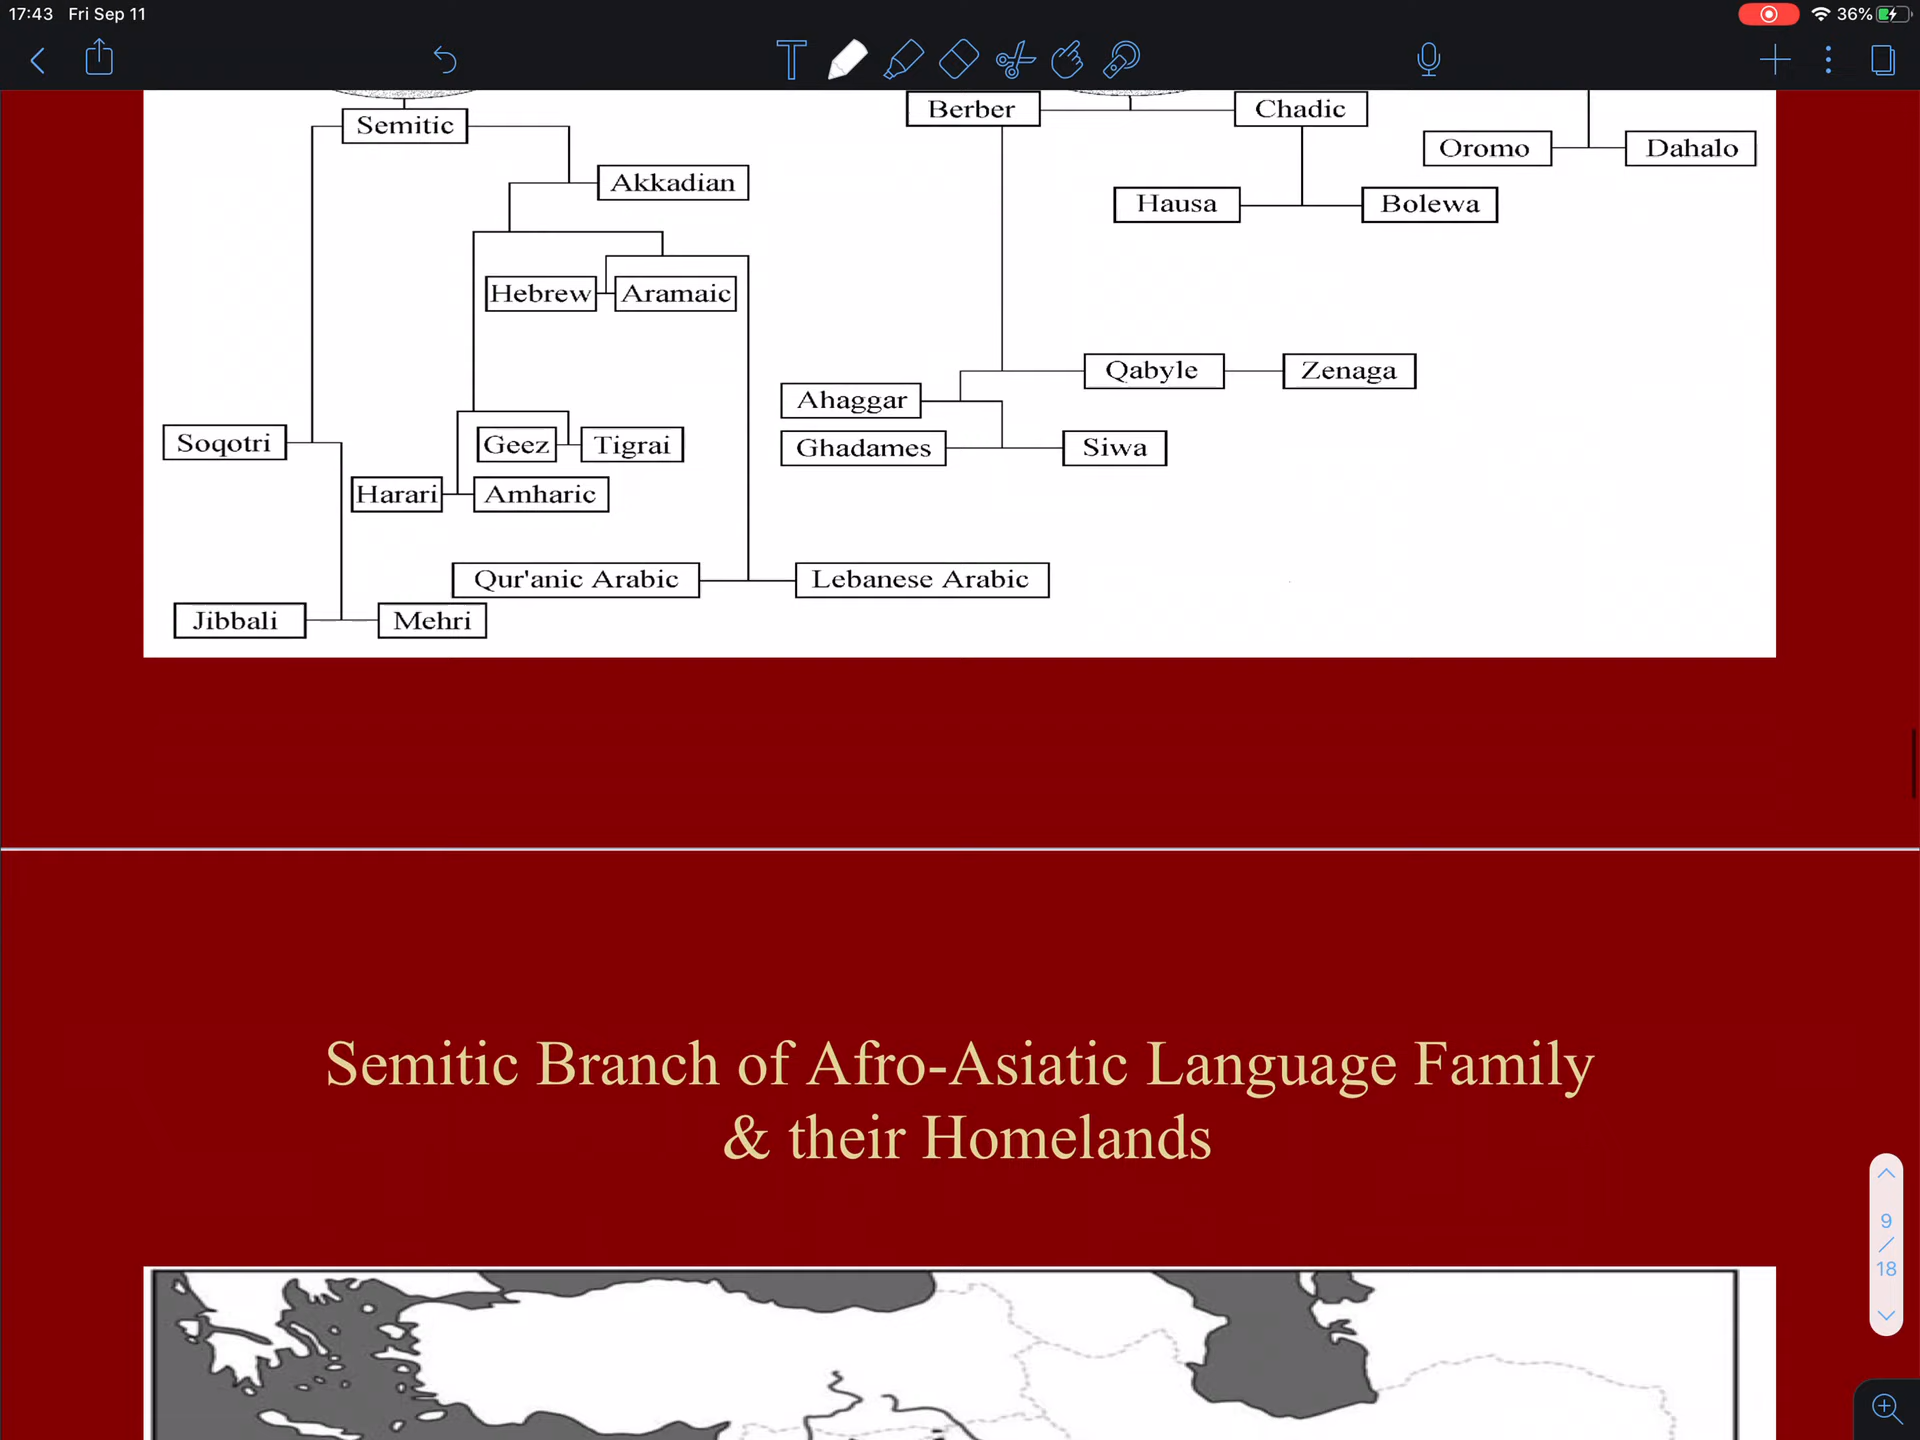 17:43 Fri Sep 11
36%
Semitic
Berber
Chadic
Oromo
Dahalo
Akkadian
Hausa
Bolewa
Hebrew
Aramaic
Qabyle
Zenaga
Ahaggar
Soqotri
Geez
Tigrai
Ghadames
Siwa
Harari
Amharic
Qur'anic Arabic
Lebanese Arabic
Jibbali
Mehri
Semitic Branch of Afro-Asiatic Language Family
& their Homelands
9
/
18